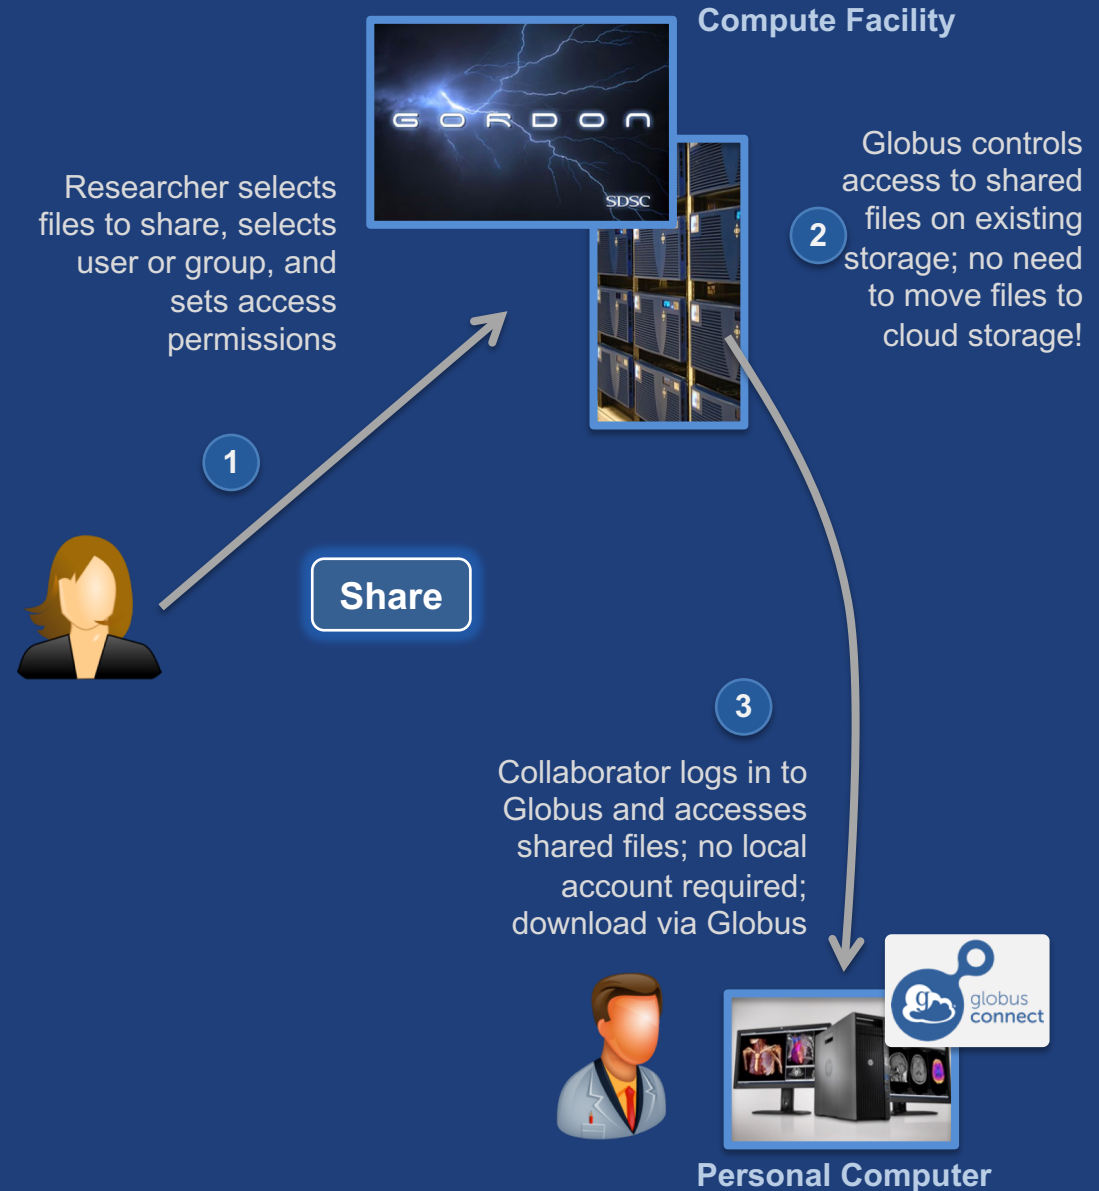 Compute Facility
GORDON
SDSC
Researcher selects
files to share, selects
user or group, and
sets access
permissions
Globus controls
access to shared
files on existing
storage; no need
to move files to
cloud storage!
2
1
Share
3
Collaborator logs in to
Globus and accesses
shared files; no local
account required;
download via Globus
g
globus
connect
Personal Computer